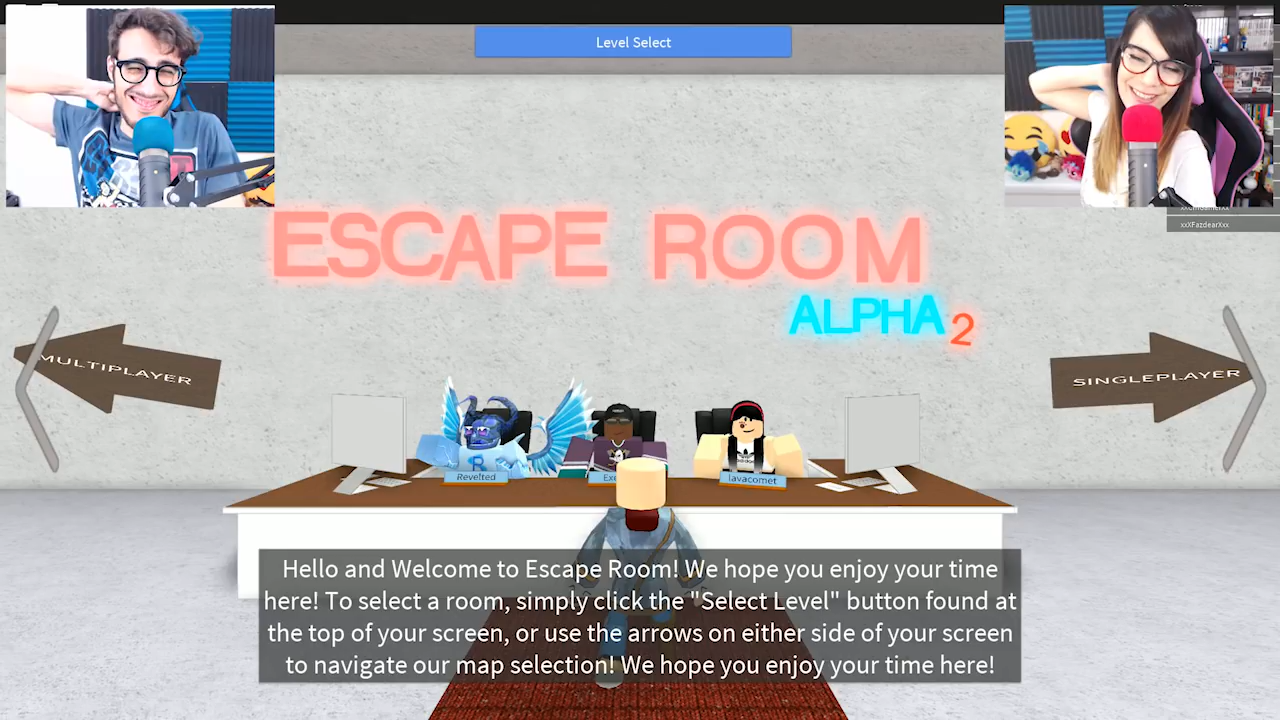 Level Select
xxXFazdearXxx
ESCAPE ROOM
ALPHA 2
MULTIPLAYER
SINGLEPLAYER
R
Revelted
lavacomet
adidas
Hello and Welcome to Escape Room! We hope you enjoy your time
here! To select a room, simply click the "Select Level" button found at
the top of your screen, or use the arrows on either side of your screen
to navigate our map selection! We hope you enjoy your time here!